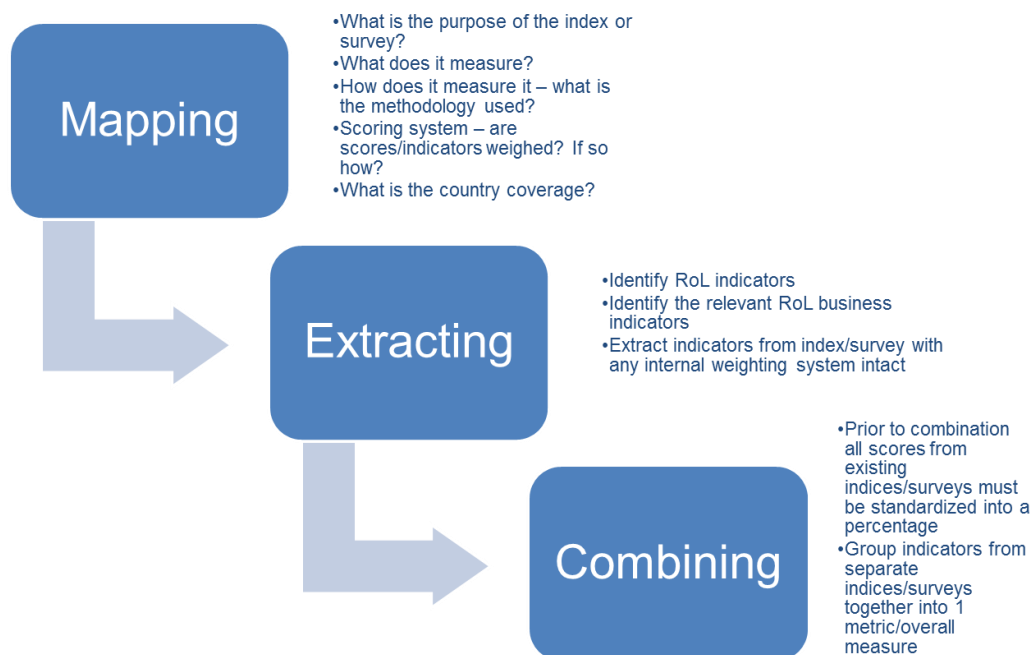 Mapping
•What is the purpose of the index or
survey?
•What does it measure?
•How does it measure it – what is
the methodology used?
•Scoring system – are
scores/indicators weighed? If so
how?
•What is the country coverage?
Extracting
•Identify RoL indicators
•Identify the relevant RoL business
indicators
•Extract indicators from index/survey with
any internal weighting system intact
Combining
•Prior to combination
all scores from
existing
indices/surveys must
be standardized into a
percentage
•Group indicators from
separate
indices/surveys
together into 1
metric/overall
measure